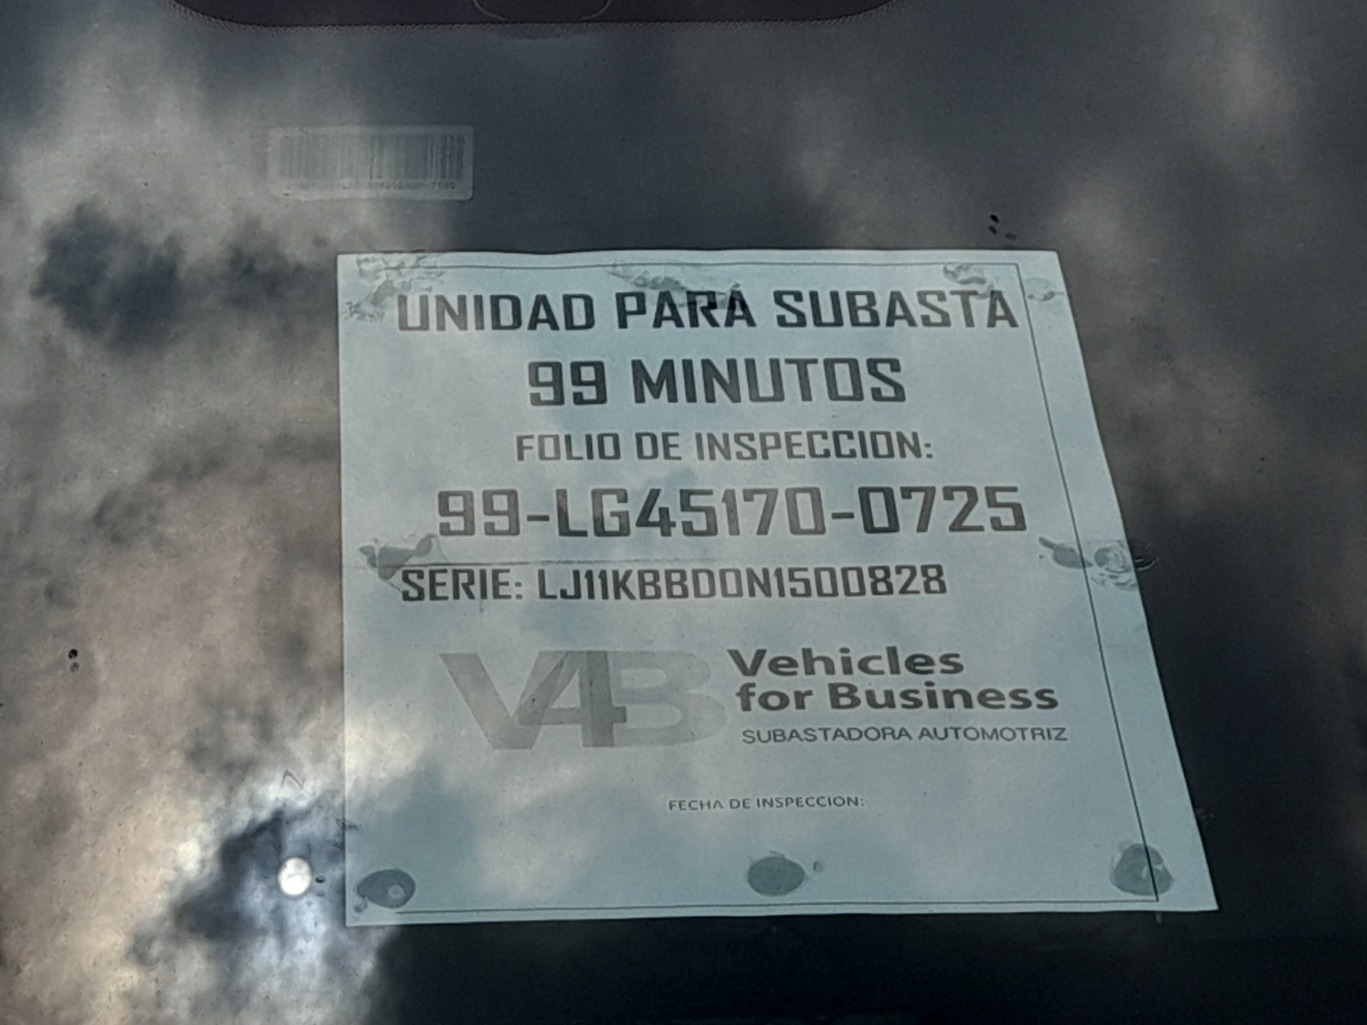 UNIDAD PARA SUBASTA
99 MINUTOS
FOLIO DE INSPECCION:
99-LG45170-0725
SERIE: LJ11KBBD0N1500828
V4B
Vehicles
for Business
SUBASTADORA AUTOMOTRIZ
FECHA DE INSPECCION: